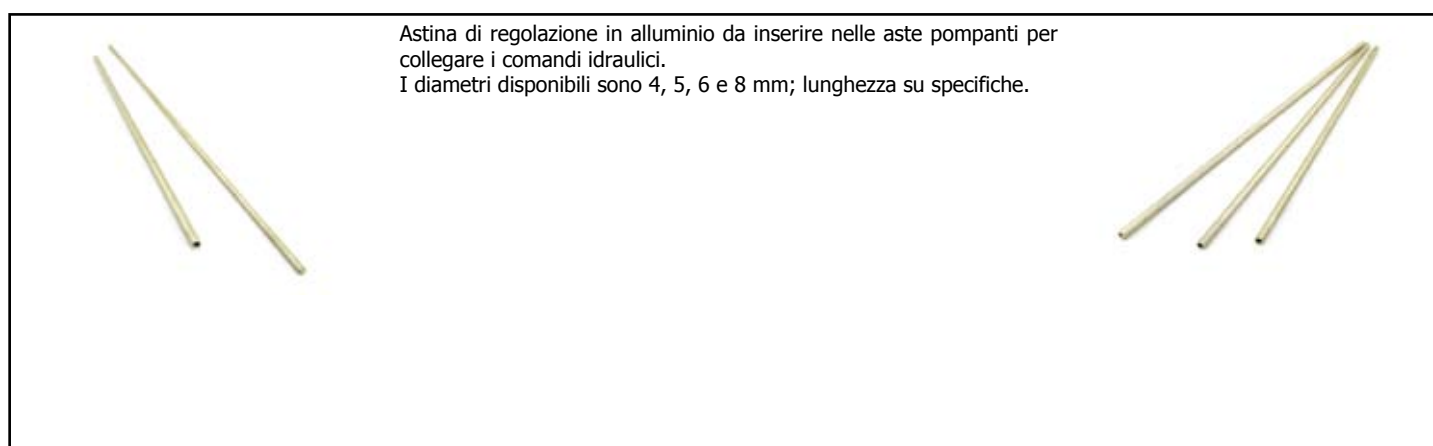 Astina di regolazione in alluminio da inserire nelle aste pompanti per
collegare i comandi idraulici.
I diametri disponibili sono 4, 5, 6 e 8 mm; lunghezza su specifiche.